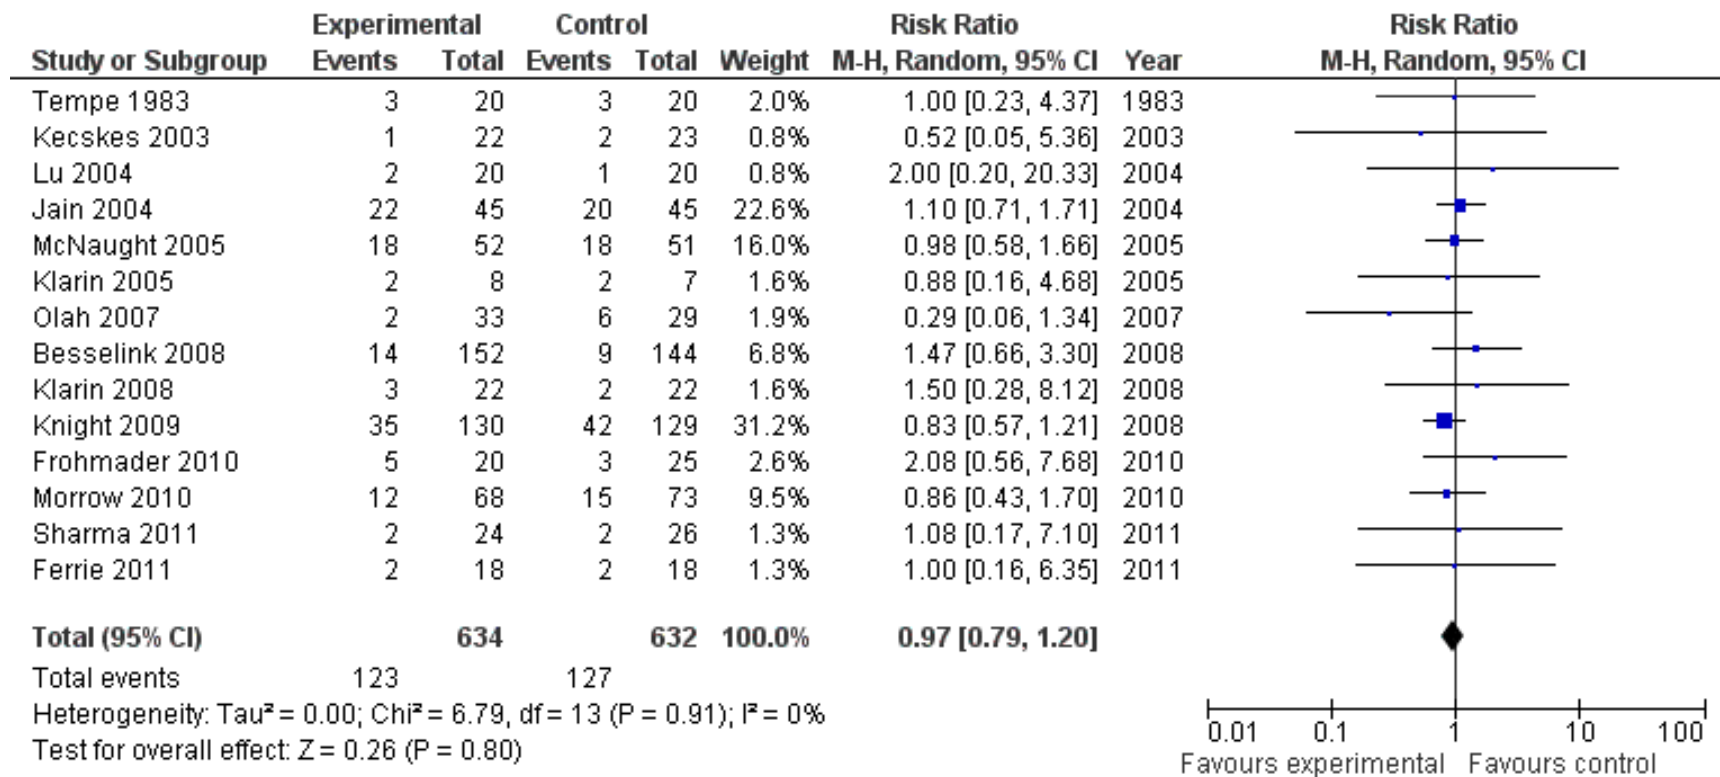 Experimental Control Risk Ratio Risk Ratio
Study or Subgroup Events Total Events Total Weight M-H, Random, 95% CI Year M-H, Random, 95% CI
Tempe 1983 3 20 3 20 2.0% 1.00 [0.23, 4.37] 1983
Kecskes 2003 1 22 2 23 0.8% 0.52 [0.05, 5.36] 2003
Lu 2004 2 20 1 20 0.8% 2.00 [0.20, 20.33] 2004
Jain 2004 22 45 20 45 22.6% 1.10 [0.71, 1.71] 2004
McNaught 2005 18 52 18 51 16.0% 0.98 [0.58, 1.66] 2005
Klarin 2005 2 8 2 7 1.6% 0.88 [0.16, 4.68] 2005
Olah 2007 2 33 6 29 1.9% 0.29 [0.06, 1.34] 2007
Besselink 2008 14 152 9 144 6.8% 1.47 [0.66, 3.30] 2008
Klarin 2008 3 22 2 22 1.6% 1.50 [0.28, 8.12] 2008
Knight 2009 35 130 42 129 31.2% 0.83 [0.57, 1.21] 2008
Frohmader 2010 5 20 3 25 2.6% 2.08 [0.56, 7.68] 2010
Morrow 2010 12 68 15 73 9.5% 0.86 [0.43, 1.70] 2010
Sharma 2011 2 24 2 26 1.3% 1.08 [0.17, 7.10] 2011
Ferrie 2011 2 18 2 18 1.3% 1.00 [0.16, 6.35] 2011
Total (95% CI) 634 632 100.0% 0.97 [0.79, 1.20]
Total events 123 127
Heterogeneity: Tau² = 0.00; Chi² = 6.79, df = 13 (P = 0.91); I² = 0%
Test for overall effect: Z = 0.26 (P = 0.80)
0.01 0.1 1 10 100
Favours experimental Favours control